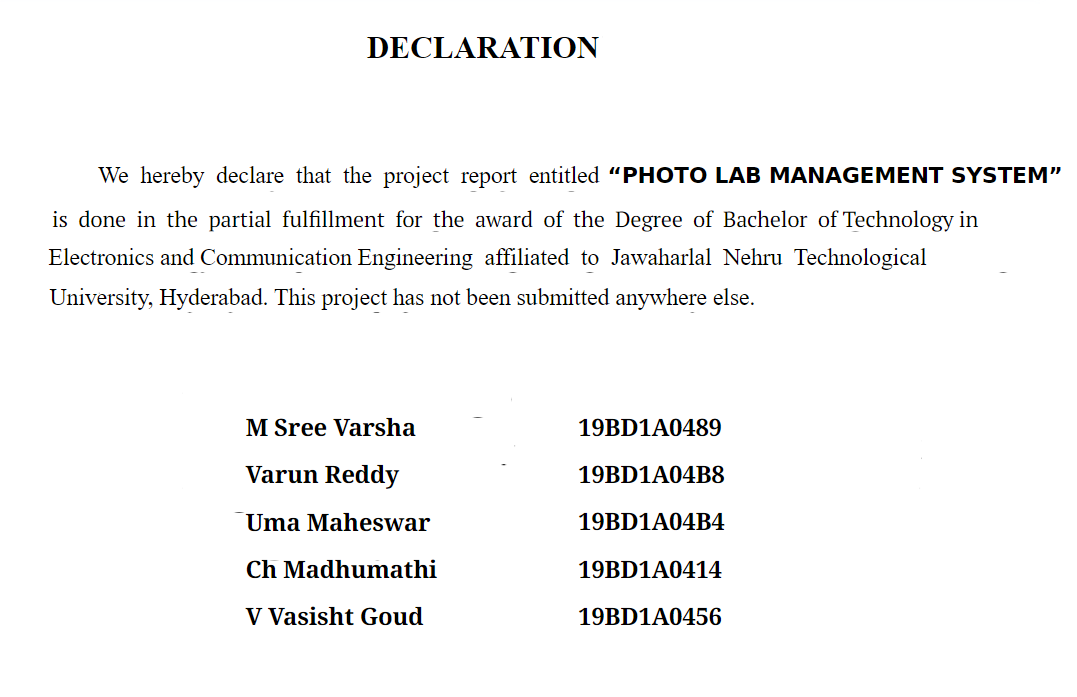 DECLARATION
We hereby declare that the project report entitled “PHOTO LAB MANAGEMENT SYSTEM”
is done in the partial fulfillment for the award of the Degree of Bachelor of Technology in
Electronics and Communication Engineering affiliated to Jawaharlal Nehru Technological
University, Hyderabad. This project has not been submitted anywhere else.
M Sree Varsha 19BD1A0489
Varun Reddy 19BD1A04B8
Uma Maheswar 19BD1A04B4
Ch Madhumathi 19BD1A0414
V Vasisht Goud 19BD1A0456